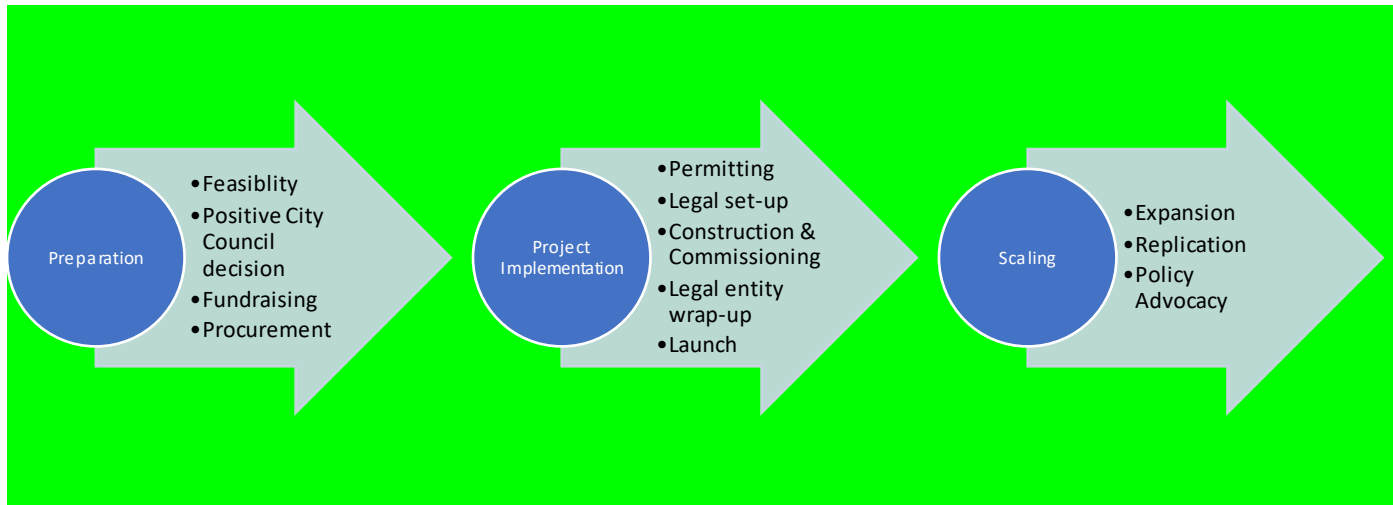 Preparation
•Feasiblity
•Positive City
Council
decision
•Fundraising
•Procurement
Project
Implementation
•Permitting
•Legal set-up
•Construction &
Commissioning
•Legal entity
wrap-up
•Launch
Scaling
•Expansion
•Replication
•Policy
Advocacy